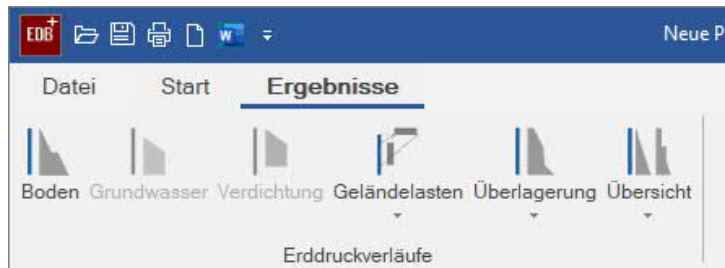 EDB+ W Neue P
Datei Start Ergebnisse
Boden Grundwasser Verdichtung Geländelasten Überlagerung Übersicht
Erddruckverläufe